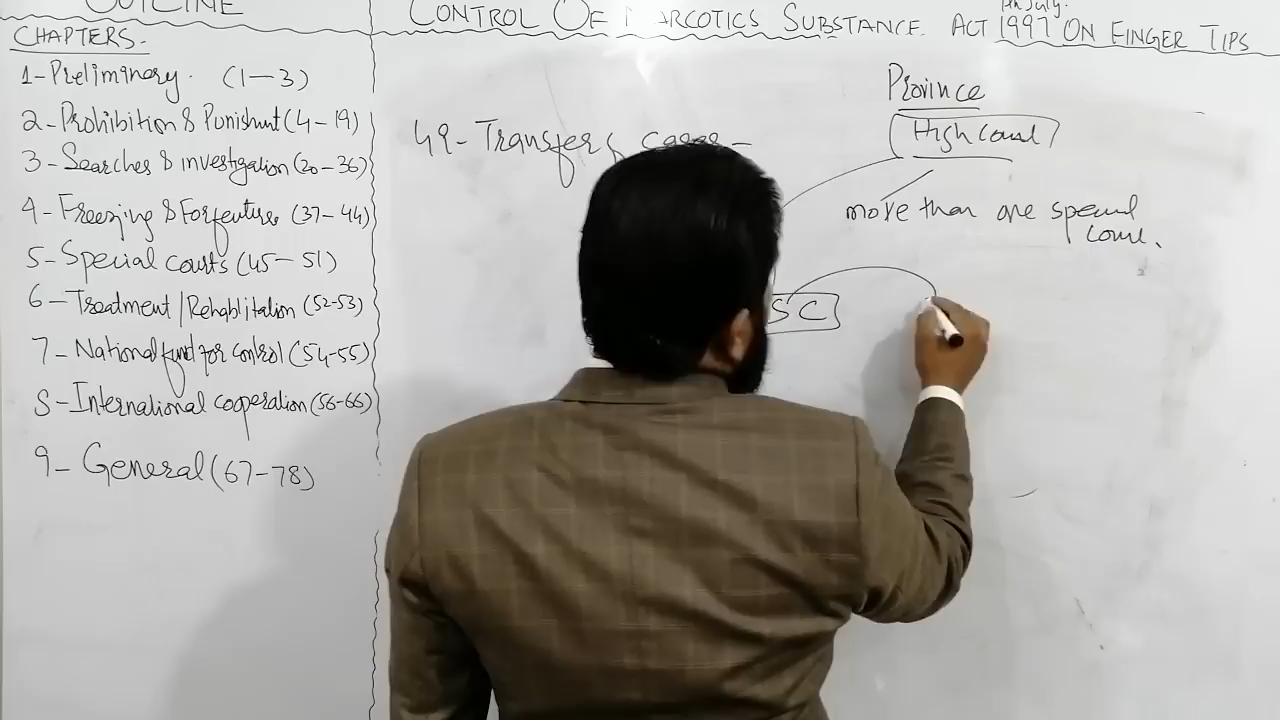 OUTLINE
CHAPTERS-
1-Preliminary. (1-3)
2-Prohibition & Punishmt (4-19)
3-Searches & investigation (20-36)
4-Freezing & Forfeiture (37-44)
5-Special courts (45-51)
6-Treatment/Rehablitation (52-53)
7-National fund for control (54-55)
8-International cooperation (56-66)
9-General (67-78)
CONTROL OF NARCOTICS SUBSTANCE ACT 1997 ON FINGER TIPS
July.
Province
High court
49-Transfer of cases-
more than one special
court.
SC